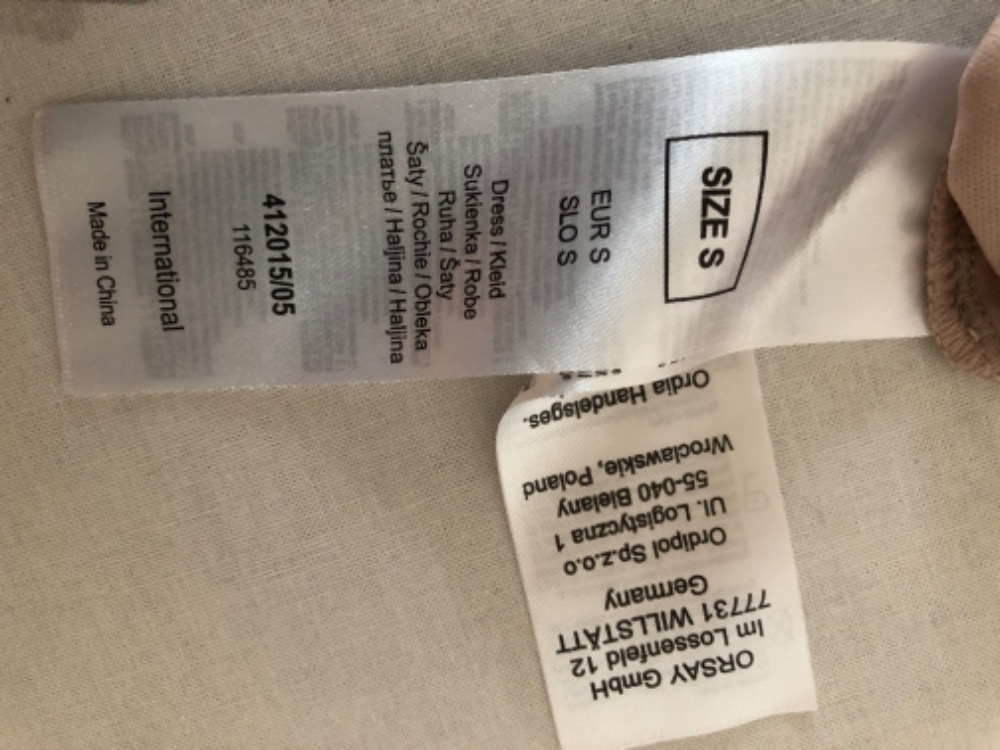 SIZE S
EUR S
SLO S
Dress / Kleid
Sukienka / Robe
Ruha / Šaty
Šaty / Rochie / Obleka
платье / Haljina / Haljina
412015/05
116485
International
Made in China
ORSAY GmbH
Im Lossenfeld 12
77731 WILLSTÄTT
Germany
Ordipol Sp.z.o.o
Ul. Logistyczna 1
55-040 Bielany
Wroclawskie, Poland
Ordia Handelsges.